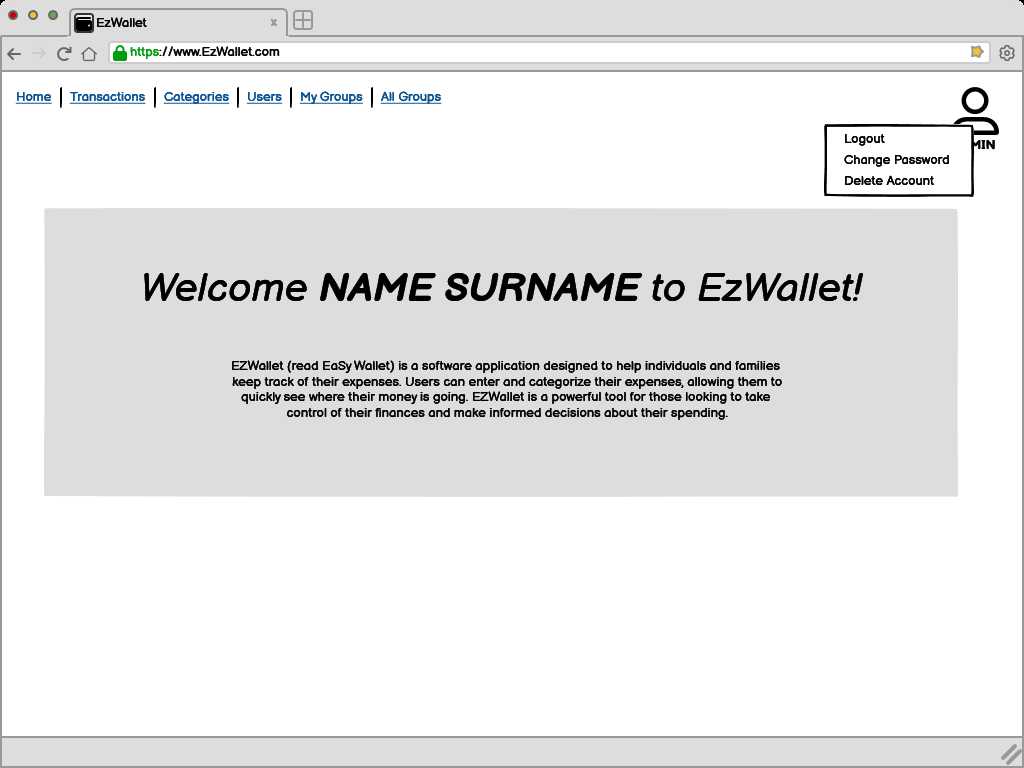 EzWallet
https://www.EzWallet.com
Home | Transactions | Categories | Users | My Groups | All Groups
Logout
Change Password
Delete Account
Welcome NAME SURNAME to EzWallet!
EZWallet (read EaSy Wallet) is a software application designed to help individuals and families
keep track of their expenses. Users can enter and categorize their expenses, allowing them to
quickly see where their money is going. EZWallet is a powerful tool for those looking to take
control of their finances and make informed decisions about their spending.